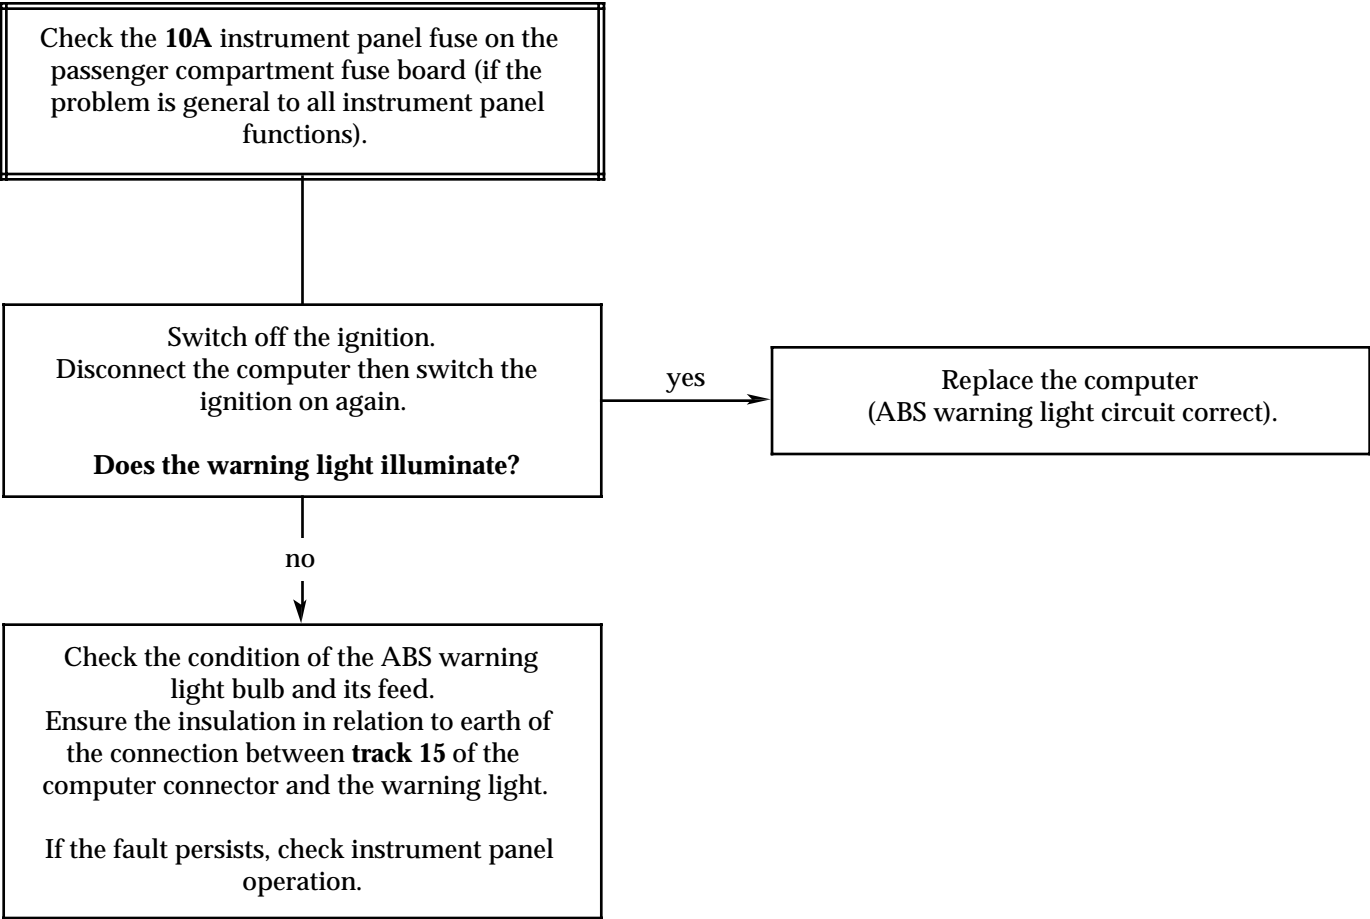 Check the 10A instrument panel fuse on the
passenger compartment fuse board (if the
problem is general to all instrument panel
functions).
Switch off the ignition.
Disconnect the computer then switch the
ignition on again.
Does the warning light illuminate?
yes
Replace the computer
(ABS warning light circuit correct).
no
Check the condition of the ABS warning
light bulb and its feed.
Ensure the insulation in relation to earth of
the connection between track 15 of the
computer connector and the warning light.
If the fault persists, check instrument panel
operation.